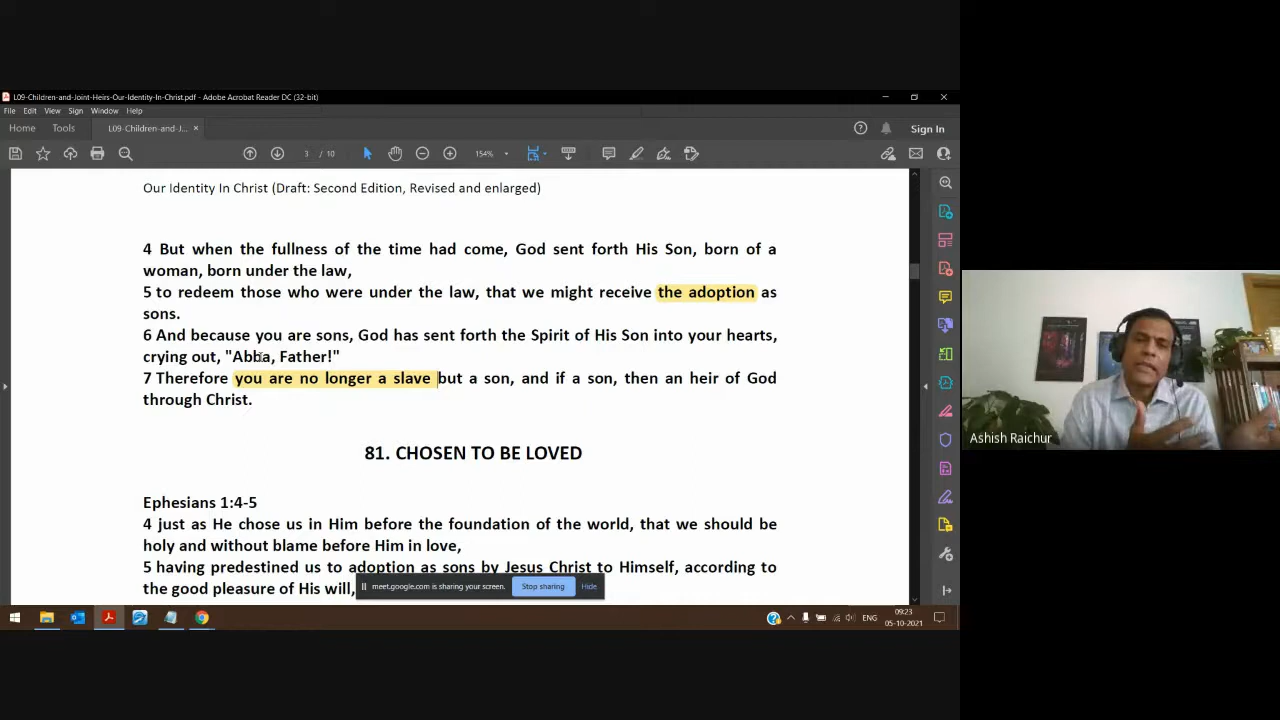 L09-Children-and-Joint-Heirs-Our-Identity-In-Christ.pdf - Adobe Acrobat Reader DC (32-bit)
File Edit View Sign Window Help
Home Tools L09-Children-and-J... × Sign In
3 / 10 154%
Our Identity In Christ (Draft: Second Edition, Revised and enlarged)
4 But when the fullness of the time had come, God sent forth His Son, born of a
woman, born under the law,
5 to redeem those who were under the law, that we might receive the adoption as
sons.
6 And because you are sons, God has sent forth the Spirit of His Son into your hearts,
crying out, "Abba, Father!"
7 Therefore you are no longer a slave but a son, and if a son, then an heir of God
through Christ.
Ashish Raichur
81. CHOSEN TO BE LOVED
Ephesians 1:4-5
4 just as He chose us in Him before the foundation of the world, that we should be
holy and without blame before Him in love,
5 having predestined us to adoption as sons by Jesus Christ to Himself, according to
the good pleasure of His will,
meet.google.com is sharing your screen. Stop sharing Hide
ENG 09:23
05-10-2021